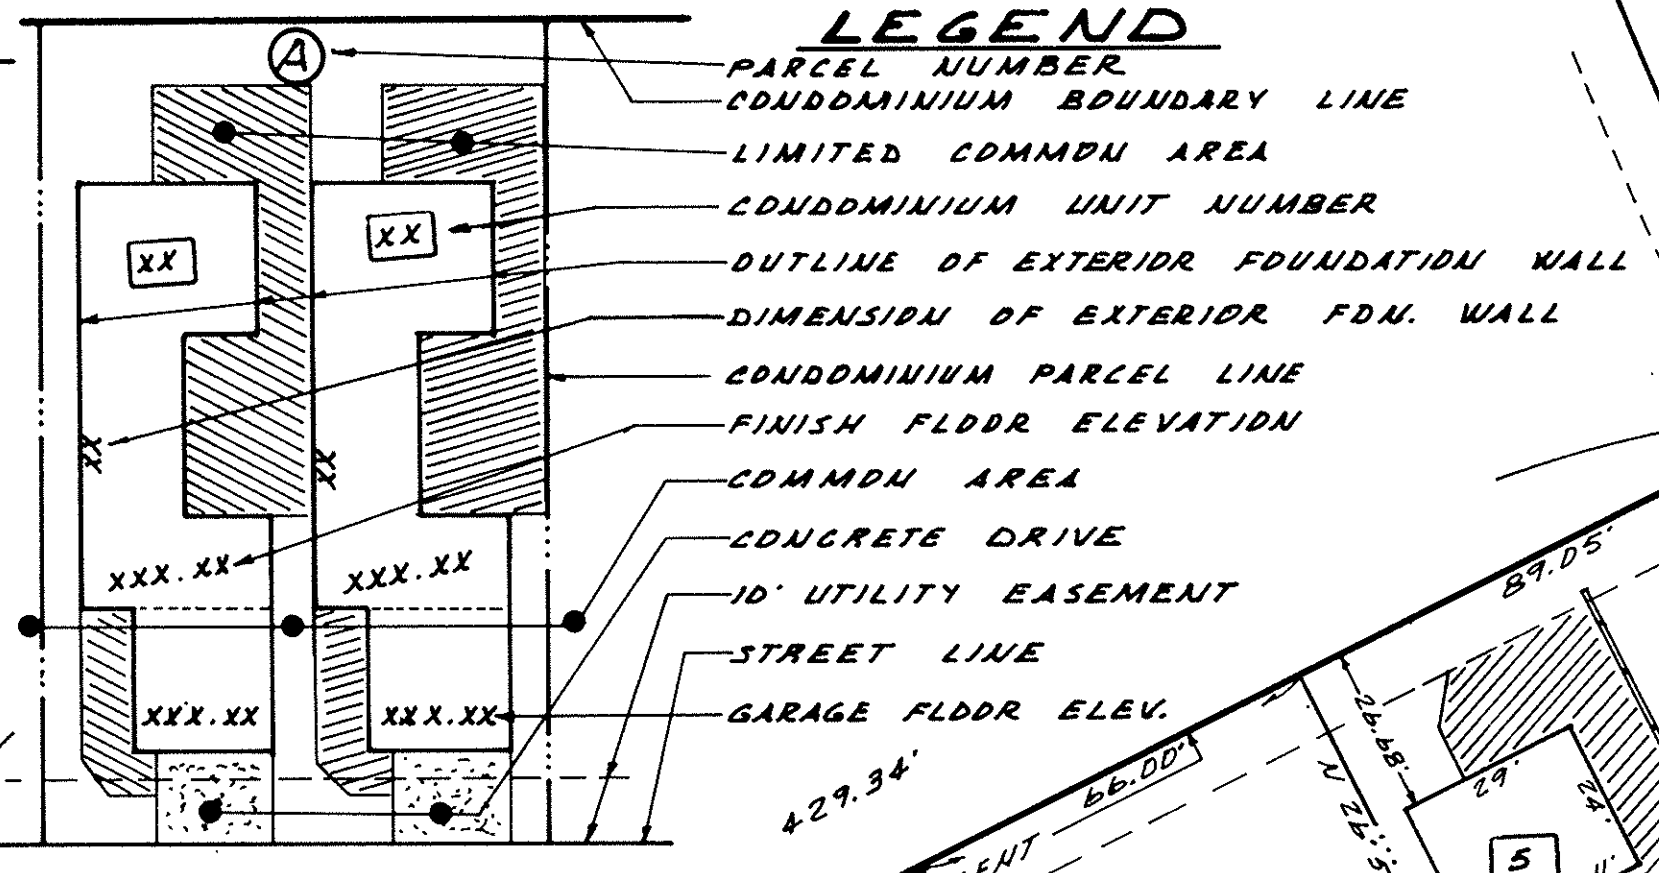 LEGEND
A
PARCEL NUMBER
CONDOMINIUM BOUNDARY LINE
LIMITED COMMON AREA
CONDOMINIUM UNIT NUMBER
XX
XX
OUTLINE OF EXTERIOR FOUNDATION WALL
DIMENSION OF EXTERIOR FDN. WALL
CONDOMINIUM PARCEL LINE
FINISH FLOOR ELEVATION
XX
XX
COMMON AREA
CONCRETE DRIVE
XXX.XX
XXX.XX
10' UTILITY EASEMENT
STREET LINE
GARAGE FLOOR ELEV.
XXX.XX
XXX.XX
89.05'
26.68'
66.00'
429.34'
29'
24'
N 26
5